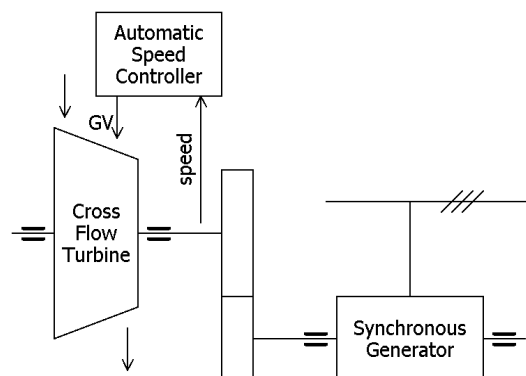 Automatic
Speed
Controller
GV
speed
Cross
Flow
Turbine
Synchronous
Generator